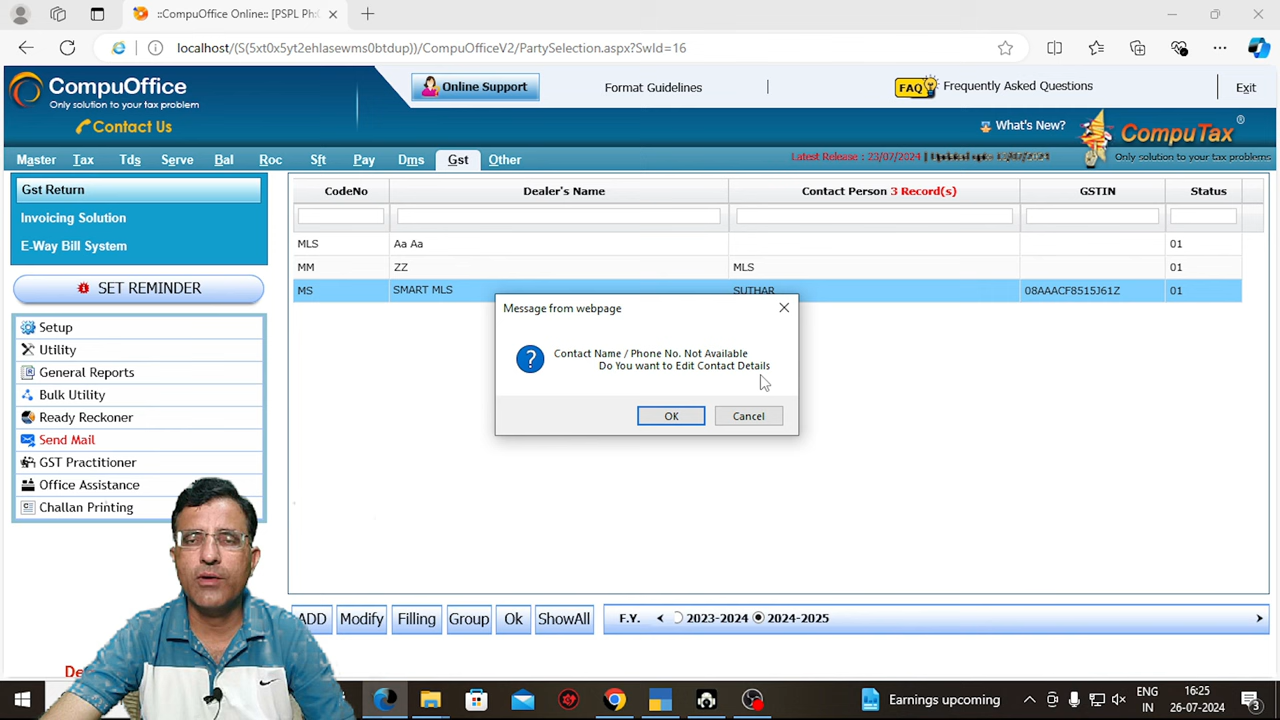 ::CompuOffice Online:: [PSPL Ph:
localhost/(S(5xt0x5yt2ehlasewms0btdup))/CompuOfficeV2/PartySelection.aspx?SwId=16
CompuOffice
Only solution to your tax problem
Contact Us
Online Support
Format Guidelines
FAQ
Frequently Asked Questions
Exit
What's New?
CompuTax®
Only solution to your tax problems
Master Tax Tds Serve Bal Roc Sft Pay Dms Gst Other
Latest Release : 23/07/2024
Gst Return
Invoicing Solution
E-Way Bill System
SET REMINDER
Setup
Utility
General Reports
Bulk Utility
Ready Reckoner
Send Mail
GST Practitioner
Office Assistance
Challan Printing
CodeNo Dealer's Name Contact Person 3 Record(s) GSTIN Status
MLS Aa Aa 01
MM ZZ MLS 01
MS SMART MLS SUTHAR 08AAACF8515J61Z 01
Message from webpage
Contact Name / Phone No. Not Available
Do You want to Edit Contact Details
OK Cancel
ADD Modify Filling Group Ok ShowAll F.Y. 2023-2024 2024-2025
Earnings upcoming
ENG
IN
16:25
26-07-2024
3